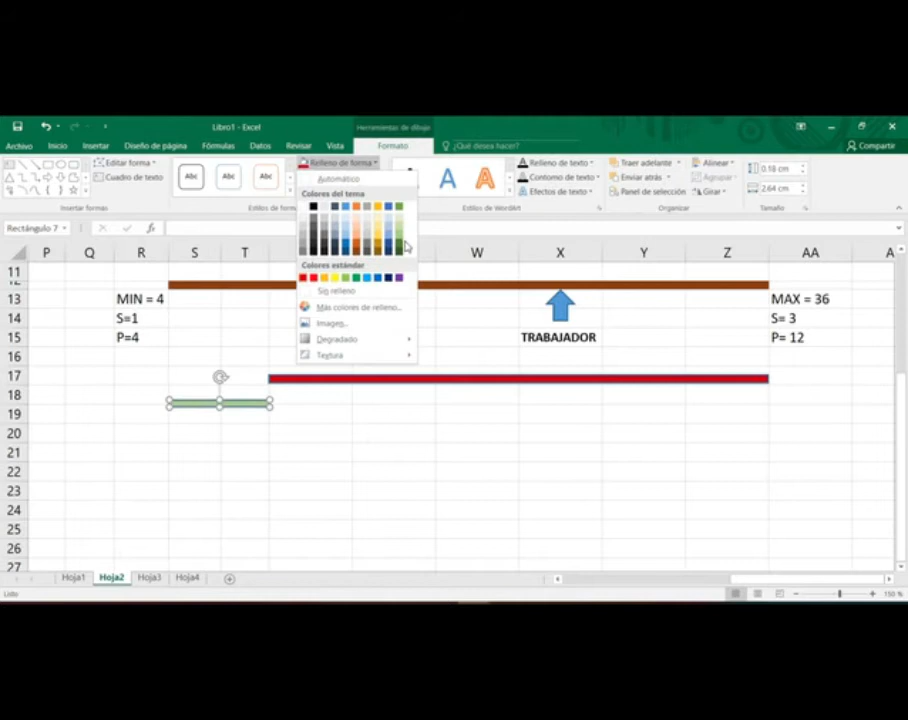 Libro1 - Excel
Herramientas de dibujo
Archivo Inicio Insertar Diseño de página Fórmulas Datos Revisar Vista Formato ¿Qué desea hacer? Compartir
Editar forma
Cuadro de texto
Insertar formas
Abc Abc Abc
Relleno de forma
Estilos de form
A A
Relleno de texto
Contorno de texto
Efectos de texto
Estilos de WordArt
Traer adelante
Enviar atrás
Panel de selección
Alinear
Agrupar
Girar
Organizar
0.18 cm
2.64 cm
Tamaño
Automático
Colores del tema
Colores estándar
Sin relleno
Más colores de relleno...
Imagen...
Degradado
Textura
Rectángulo 7
fx
P Q R S T W X Y Z AA A
11
12
13 MIN = 4 MAX = 36
14 S=1 S= 3
15 P=4 TRABAJADOR P= 12
16
17
18
19
20
21
22
23
24
25
26
27
Hoja1 Hoja2 Hoja3 Hoja4
Listo
150 %